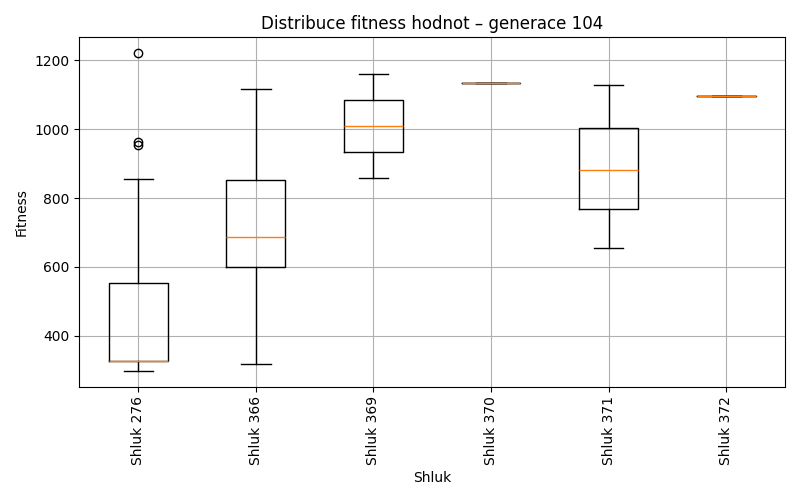 Distribuce fitness hodnot – generace 104
Fitness
1200
1000
800
600
400
Shluk 276
Shluk 366
Shluk 369
Shluk 370
Shluk 371
Shluk 372
Shluk